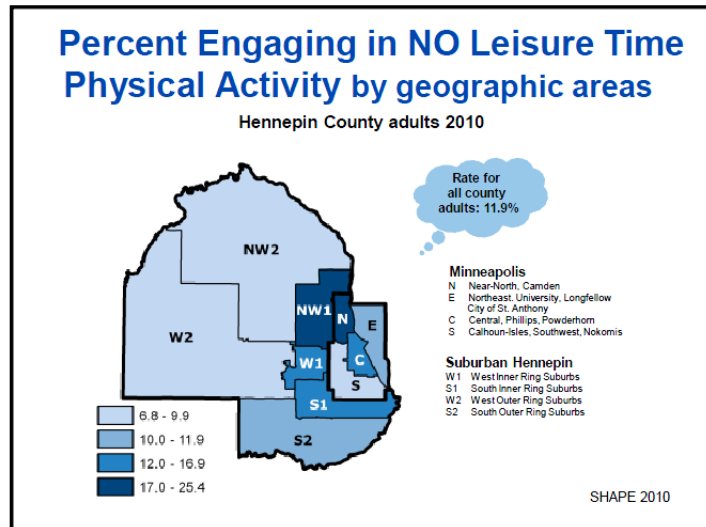 Percent Engaging in NO Leisure Time
Physical Activity by geographic areas
Hennepin County adults 2010
Rate for
all county
adults: 11.9%
NW2
NW1
N
E
W2
W1
C
S
S1
S2
Minneapolis
N Near-North, Camden
E Northeast. University, Longfellow
City of St. Anthony
C Central, Phillips, Powderhorn
S Calhoun-Isles, Southwest, Nokomis
Suburban Hennepin
W1 West Inner Ring Suburbs
S1 South Inner Ring Suburbs
W2 West Outer Ring Suburbs
S2 South Outer Ring Suburbs
6.8 - 9.9
10.0 - 11.9
12.0 - 16.9
17.0 - 25.4
SHAPE 2010